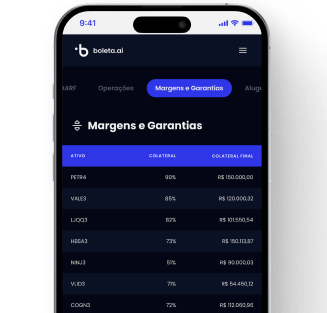 9:41
boleta.ai
DARF Operações Margens e Garantias Alugu
Margens e Garantias
ATIVO COLATERAL COLATERAL FINAL
PETR4 90% R$ 150.000,00
VALE3 85% R$ 120.000,32
LJQQ3 82% R$ 101.550,54
HBSA3 73% R$ 150.113,87
NINJ3 51% R$ 90.000,03
VLID3 71% R$ 54.450,12
COGN3 72% R$ 112.060,96